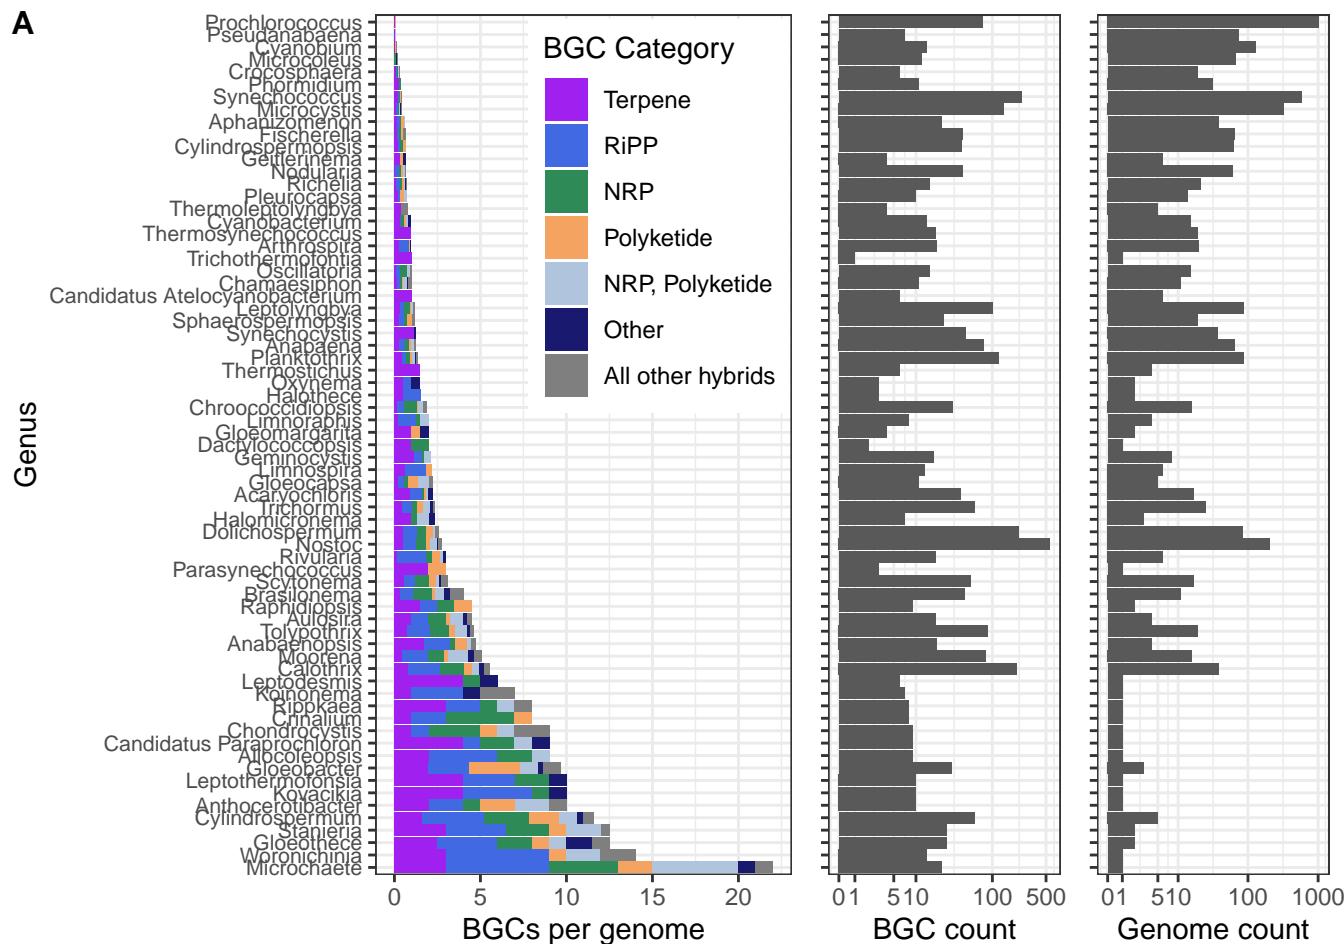 A
Genus
Prochlorococcus
Pseudanabaena
Cyanobium
Microcoleus
Crocosphaera
Phormidium
Synechococcus
Microcystis
Aphanizomenon
Fischerella
Cylindrospermopsis
Geitlerinema
Nodularia
Richelia
Pleurocapsa
Thermoleptolyngbya
Cyanobacterium
Thermosynechococcus
Arthrospira
Trichothermofontia
Oscillatoria
Chamaesiphon
Candidatus Atelocyanobacterium
Leptolyngbya
Sphaerospermopsis
Synechocystis
Anabaena
Planktothrix
Thermostichus
Oxynema
Halothece
Chroococcidiopsis
Limnoraphis
Gloeomargarita
Dactylococcopsis
Geminocystis
Limnospira
Gloeocapsa
Acaryochloris
Trichormus
Halomicronema
Dolichospermum
Nostoc
Rivularia
Parasynechococcus
Scytonema
Brasilonema
Raphidiopsis
Aulosira
Tolypothrix
Anabaenopsis
Moorena
Calothrix
Leptodesmis
Koinonema
Rippkaea
Crinalium
Chondrocystis
Candidatus Paraprochloron
Allocoleopsis
Gloeobacter
Leptothermofonsia
Kovacikia
Anthocerotibacter
Cylindrospermum
Stanieria
Gloeothece
Woronichinia
Microchaete
BGC Category
Terpene
RiPP
NRP
Polyketide
NRP, Polyketide
Other
All other hybrids
0 5 10 15 20
BGCs per genome
0 1 5 10 100 500
BGC count
0 1 5 10 100 1000
Genome count